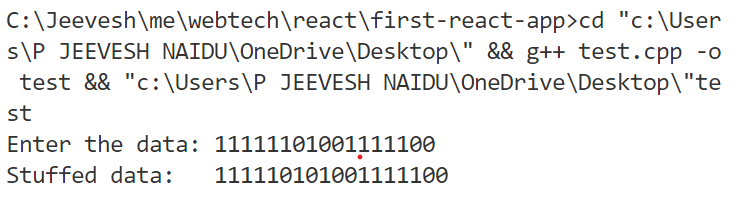 C:\Jeevesh\me\webtech\react\first-react-app>cd "c:\User
s\P JEEVESH NAIDU\OneDrive\Desktop\" && g++ test.cpp -o
test && "c:\Users\P JEEVESH NAIDU\OneDrive\Desktop\"te
st
Enter the data: 11111101001111100
Stuffed data:   111110101001111100